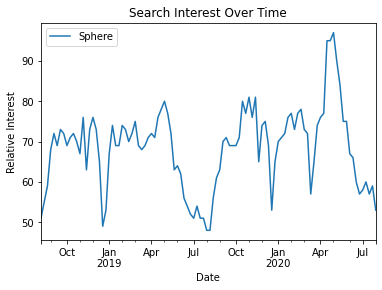 Search Interest Over Time
Sphere
Relative Interest
90
80
70
60
50
Oct
Jan
2019
Apr
Jul
Oct
Jan
2020
Apr
Jul
Date